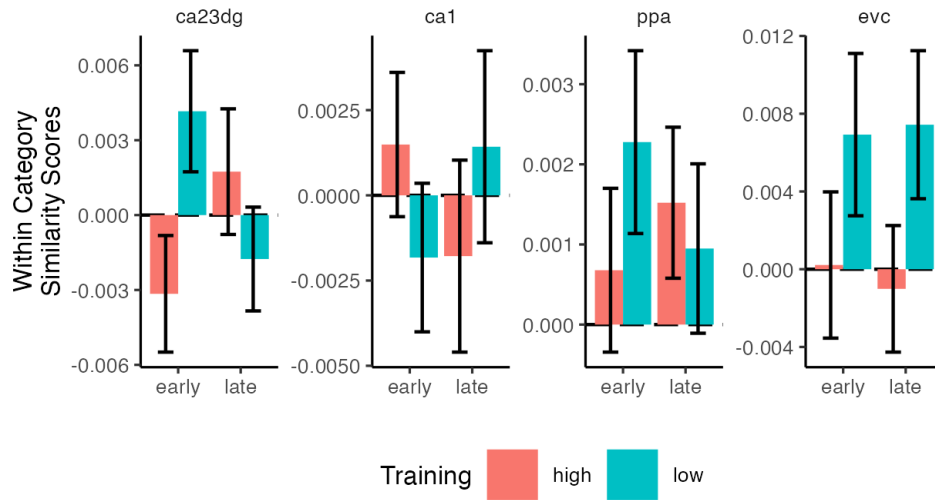 ca23dg
ca1
ppa
evc
Within Category
Similarity Scores
0.006
0.003
0.000
-0.003
-0.006
0.0025
0.0000
-0.0025
-0.0050
0.003
0.002
0.001
0.000
0.012
0.008
0.004
0.000
-0.004
early late
early late
early late
early late
Training high low